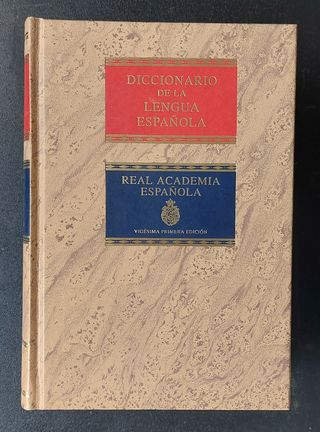 DICCIONARIO
DE LA
LENGUA
ESPAÑOLA
REAL ACADEMIA
ESPAÑOLA
VIGÉSIMA PRIMERA EDICIÓN